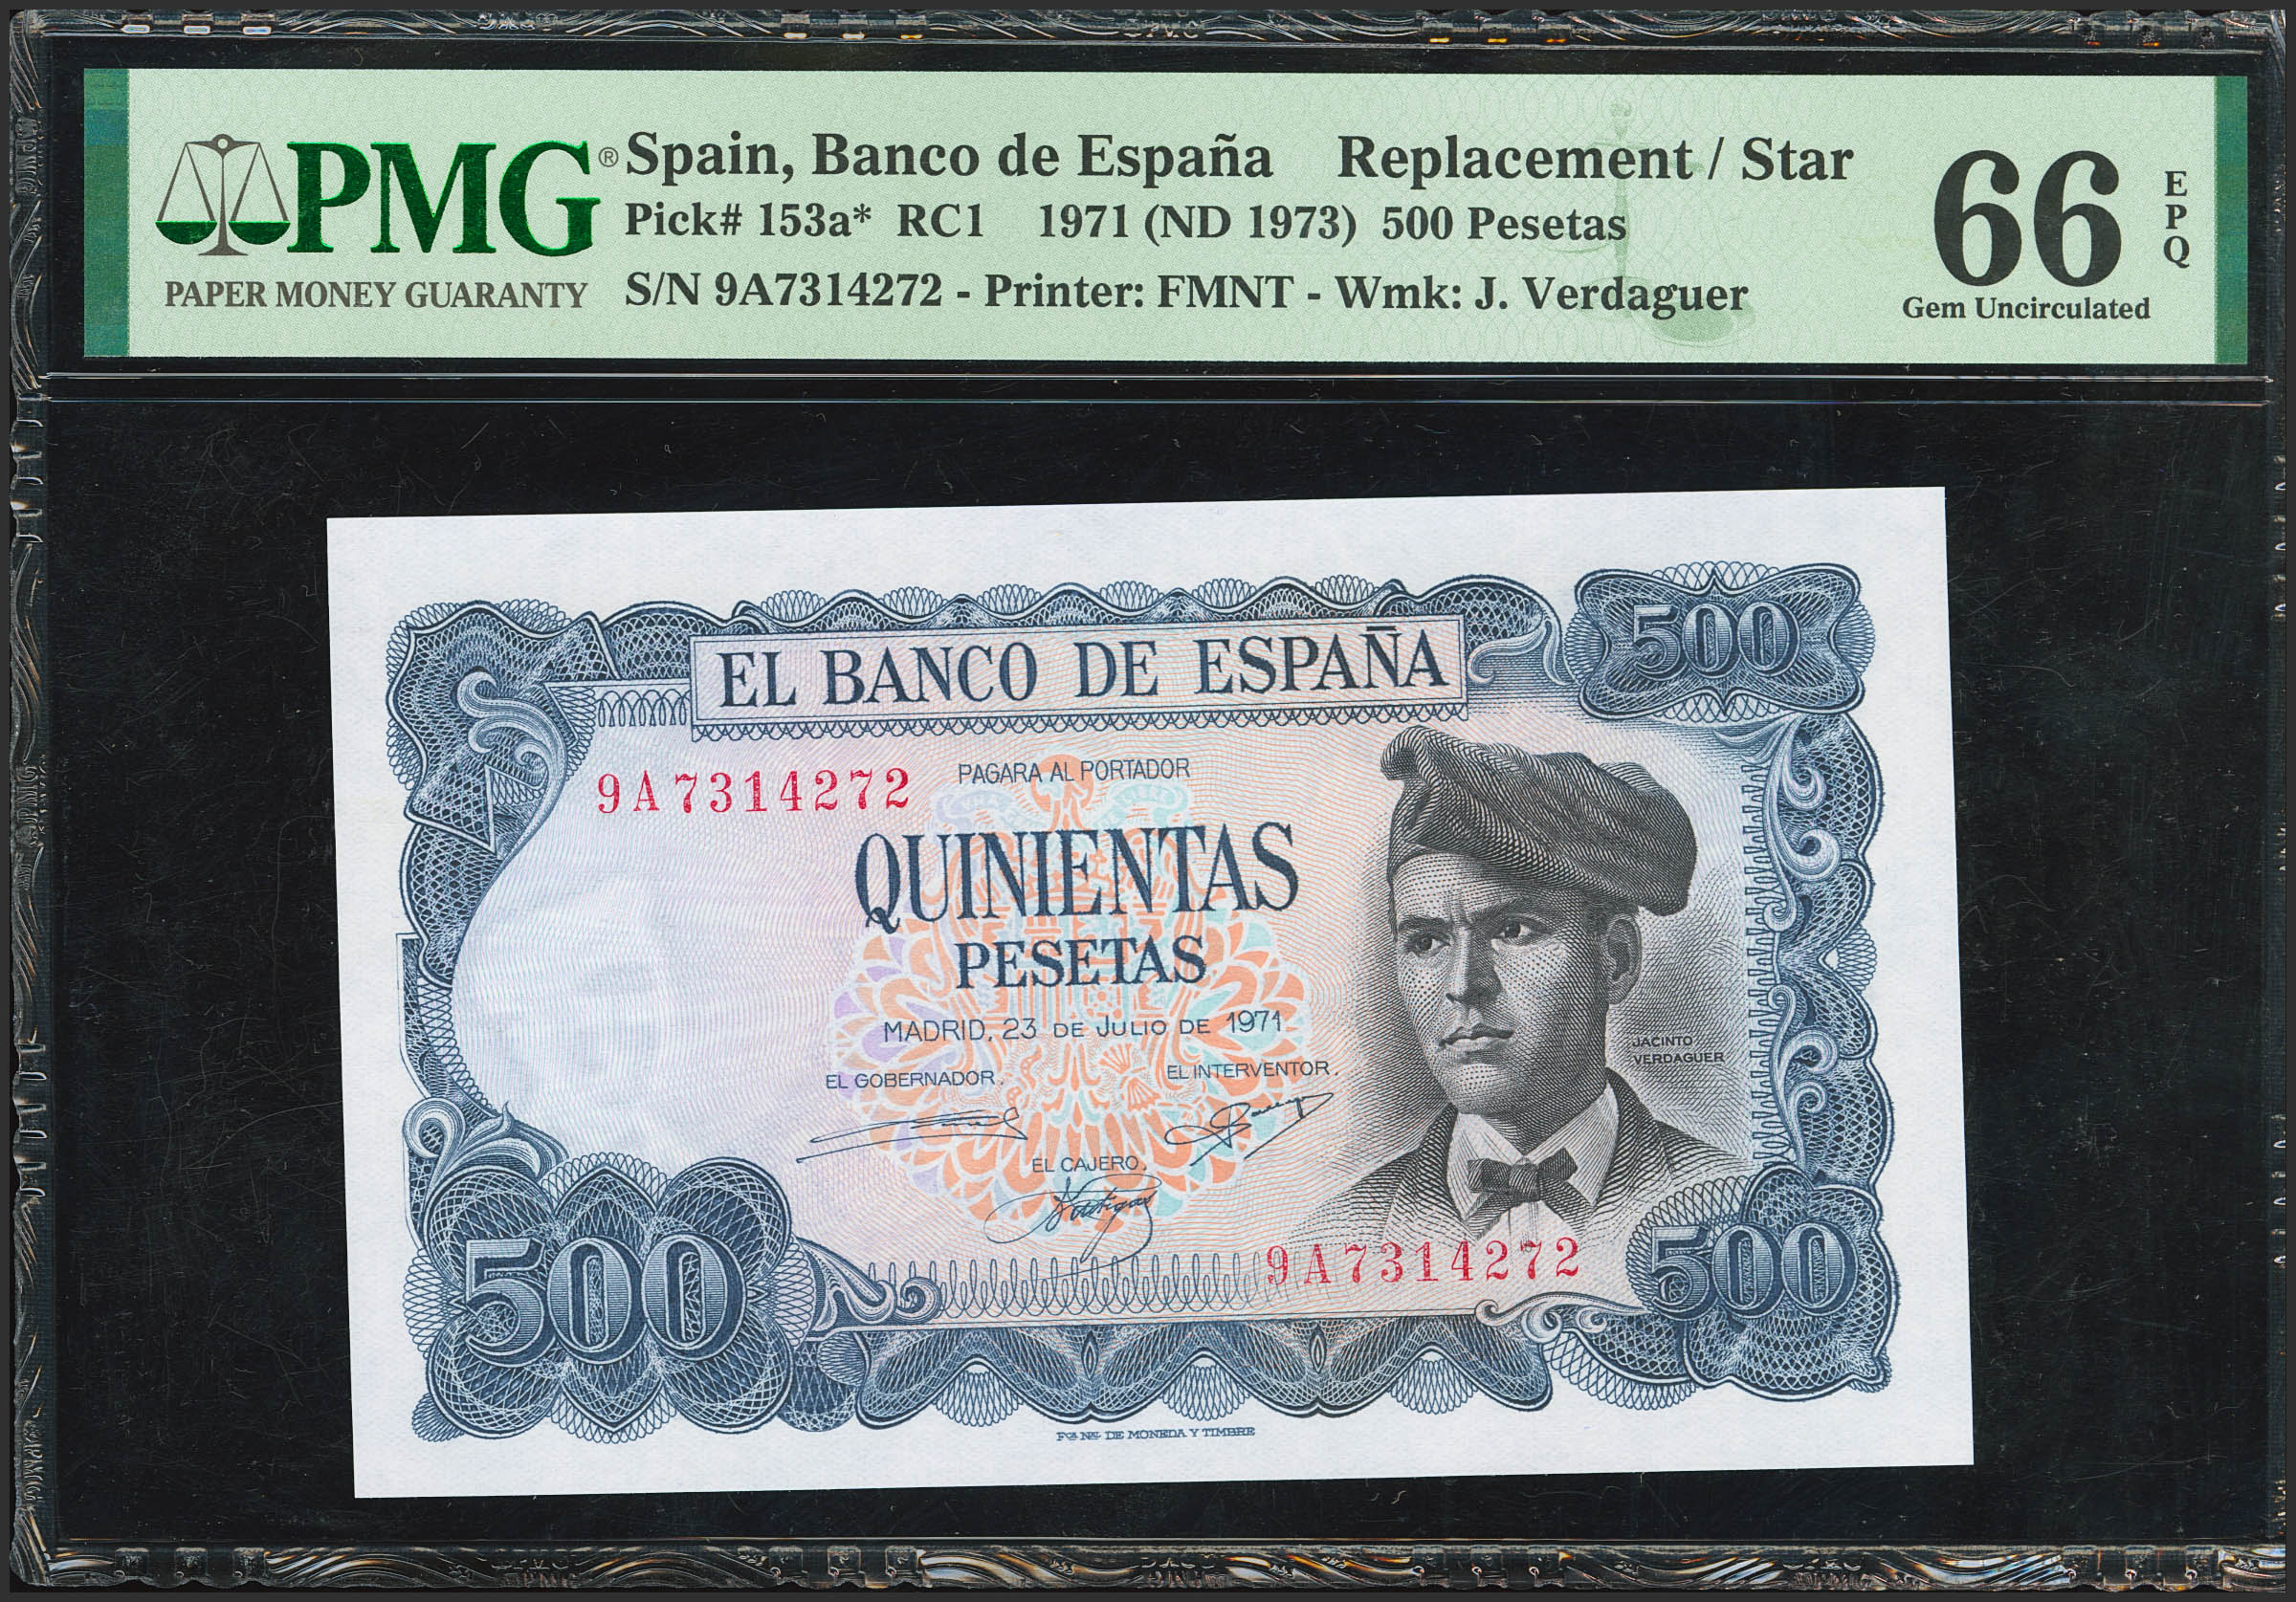 PMG®
PAPER MONEY GUARANTY
Spain, Banco de España Replacement / Star
Pick# 153a* RC1 1971 (ND 1973) 500 Pesetas
S/N 9A7314272 - Printer: FMNT - Wmk: J. Verdaguer
66
EPQ
Gem Uncirculated
500
EL BANCO DE ESPAÑA
9A7314272
PAGARA AL PORTADOR
QUINIENTAS
PESETAS
MADRID, 23 DE JULIO DE 1971
JACINTO
VERDAGUER
EL GOBERNADOR,
EL INTERVENTOR,
EL CAJERO,
9A7314272
500
500
FCA NAL DE MONEDA Y TIMBRE